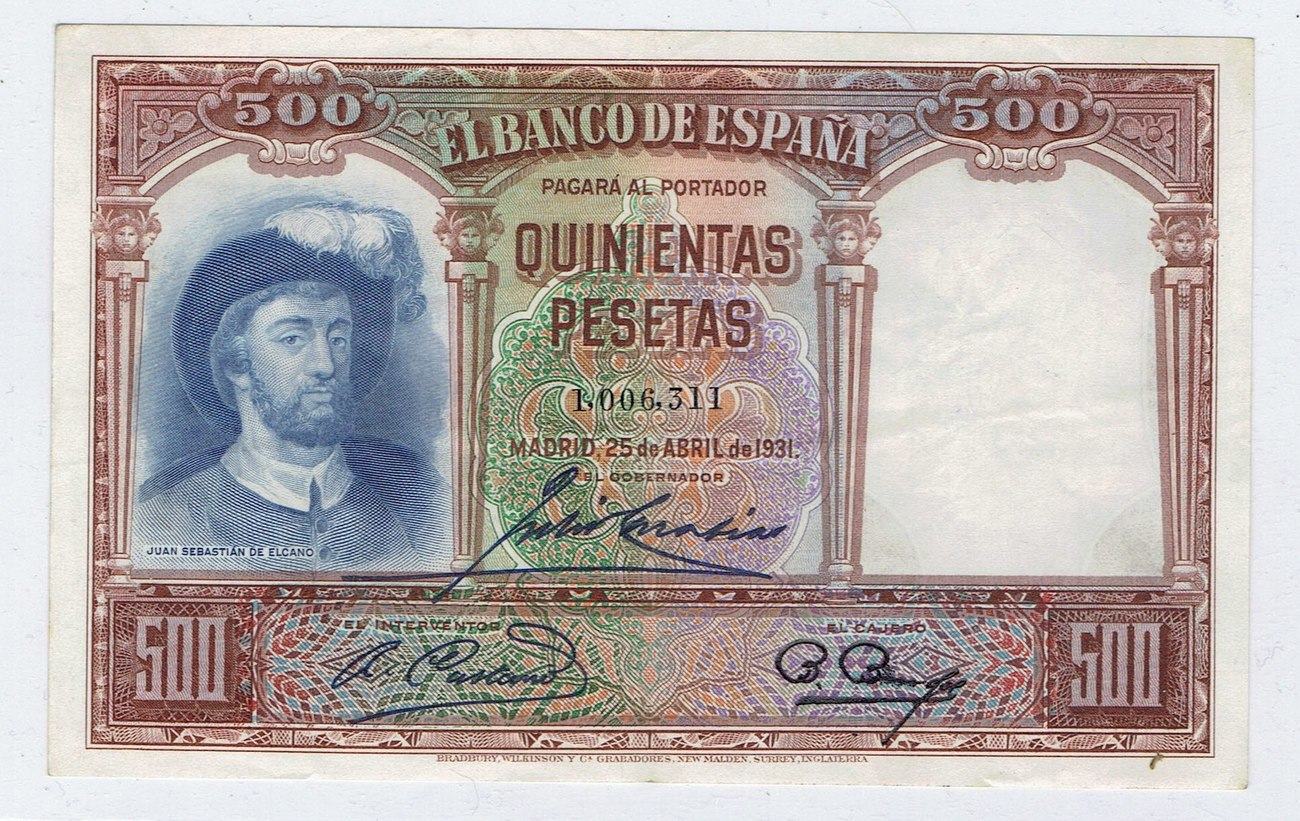 500
500
EL BANCO DE ESPAÑA
PAGARÁ AL PORTADOR
QUINIENTAS
PESETAS
1,006,311
MADRID, 25 de ABRIL de 1931.
EL GOBERNADOR
JUAN SEBASTIÁN DE ELCANO
EL INTERVENTOR
EL CAJERO
500
500
BRADBURY, WILKINSON Y Cª GRABADORES, NEW MALDEN, SURREY, INGLATERRA